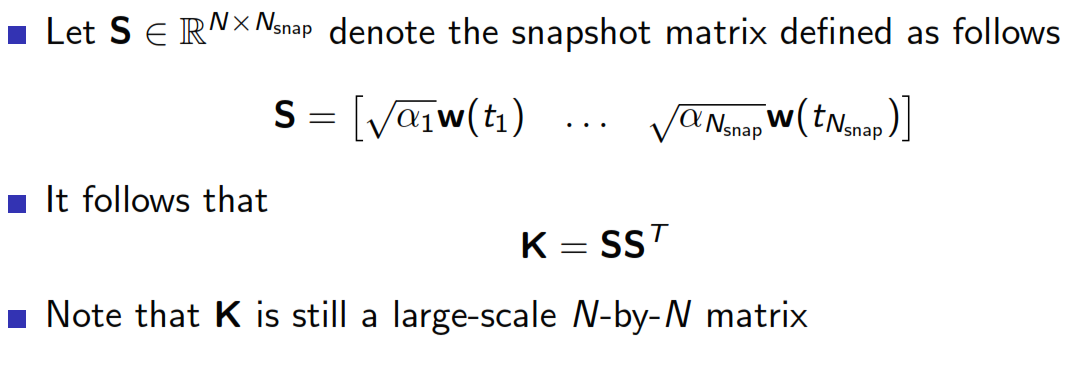 Let S ∈ ℝ^{N×N_snap} denote the snapshot matrix defined as follows
S = [√α₁w(t₁) ... √α_{N_snap}w(t_{N_snap})]
It follows that
K = SS^T
Note that K is still a large-scale N-by-N matrix